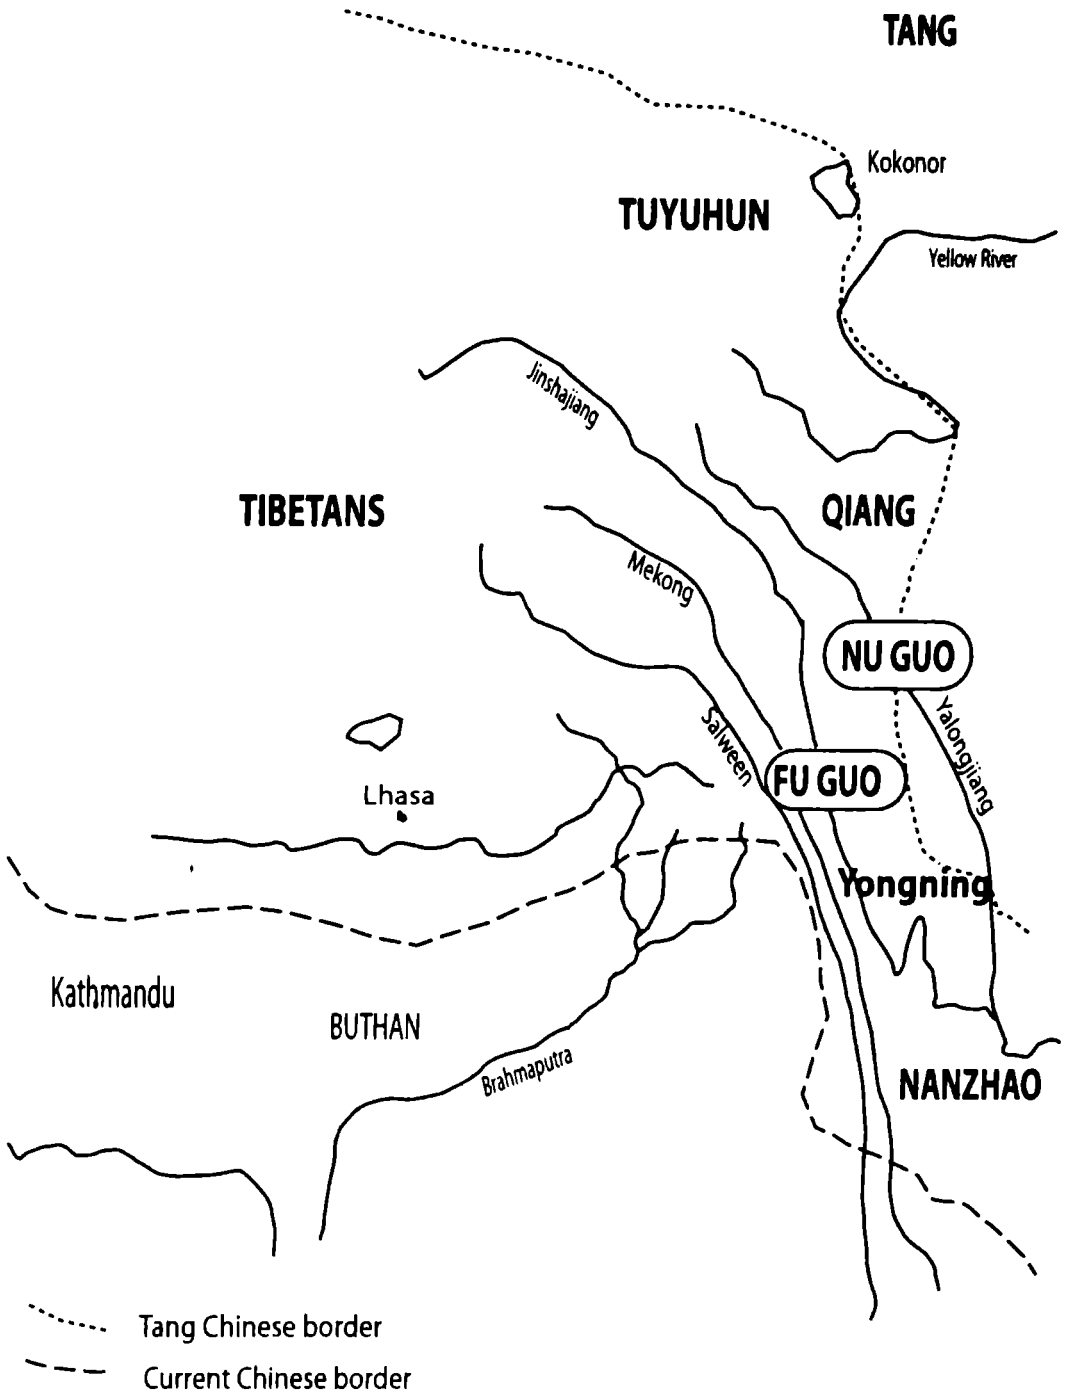 TANG
Kokonor
TUYUHUN
Yellow River
Jinshajiang
TIBETANS
QIANG
Mekong
NU GUO
Salween
Yalongjiang
FU GUO
Lhasa
Yongning
Kathmandu
BUTHAN
Brahmaputra
NANZHAO
Tang Chinese border
Current Chinese border